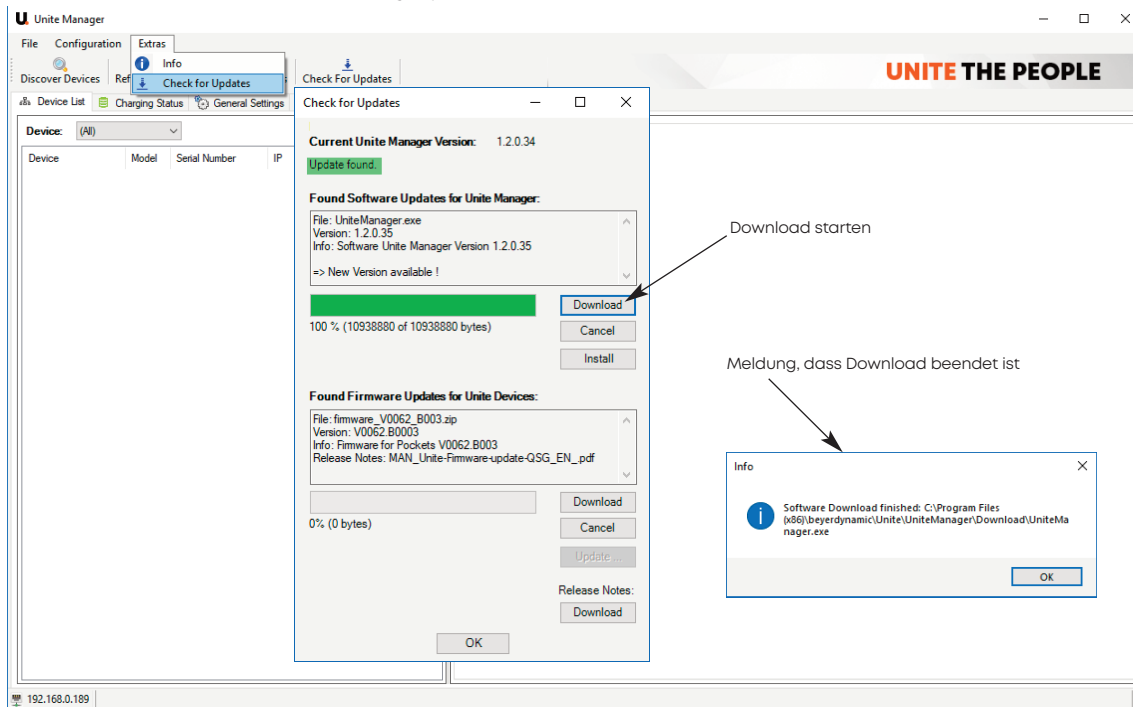 Unite Manager
File Configuration Extras
Info
Check for Updates
Discover Devices Ref
Check For Updates
UNITE THE PEOPLE
Device List Charging Status General Settings
Device: (All)
Device Model Serial Number IP
Check for Updates
Current Unite Manager Version: 1.2.0.34
Update found.
Found Software Updates for Unite Manager:
File: UniteManager.exe
Version: 1.2.0.35
Info: Software Unite Manager Version 1.2.0.35
=> New Version available !
Download
100 % (10938880 of 10938880 bytes)
Cancel
Install
Found Firmware Updates for Unite Devices:
File: firmware_V0062_B003.zip
Version: V0062.B0003
Info: Firmware for Pockets V0062.B003
Release Notes: MAN_Unite-Firmware-update-QSG_EN_.pdf
Download
0% (0 bytes)
Cancel
Update ...
Release Notes:
Download
OK
Download starten
Meldung, dass Download beendet ist
Info
Software Download finished: C:\Program Files
(x86)\beyerdynamic\Unite\UniteManager\Download\UniteMa
nager.exe
OK
192.168.0.189